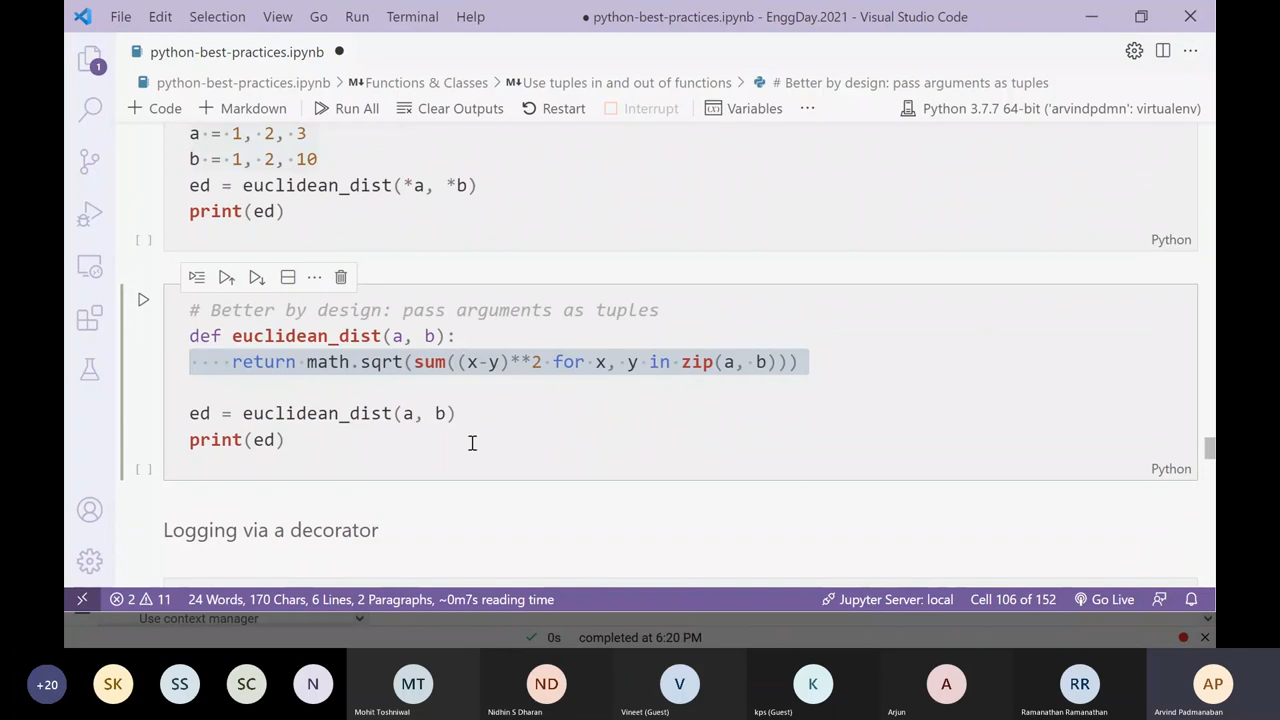 File Edit Selection View Go Run Terminal Help ● python-best-practices.ipynb - EnggDay.2021 - Visual Studio Code
python-best-practices.ipynb ●
python-best-practices.ipynb > M↓Functions & Classes > M↓Use tuples in and out of functions > # Better by design: pass arguments as tuples
+ Code + Markdown Run All Clear Outputs Restart Interrupt Variables ··· Python 3.7.7 64-bit ('arvindpdmn': virtualenv)
1
a = 1, 2, 3
b = 1, 2, 10
ed = euclidean_dist(*a, *b)
print(ed)
[ ] Python
# Better by design: pass arguments as tuples
def euclidean_dist(a, b):
    return math.sqrt(sum((x-y)**2 for x, y in zip(a, b)))
ed = euclidean_dist(a, b)
print(ed)
[ ] Python
Logging via a decorator
2 11 24 Words, 170 Chars, 6 Lines, 2 Paragraphs, ~0m7s reading time Jupyter Server: local Cell 106 of 152 Go Live
Use context manager
0s completed at 6:20 PM
+20 SK SS SC N MT ND V K A RR AP
Mohit Toshniwal Nidhin S Dharan Vineet (Guest) kps (Guest) Arjun Ramanathan Ramanathan Arvind Padmanaban